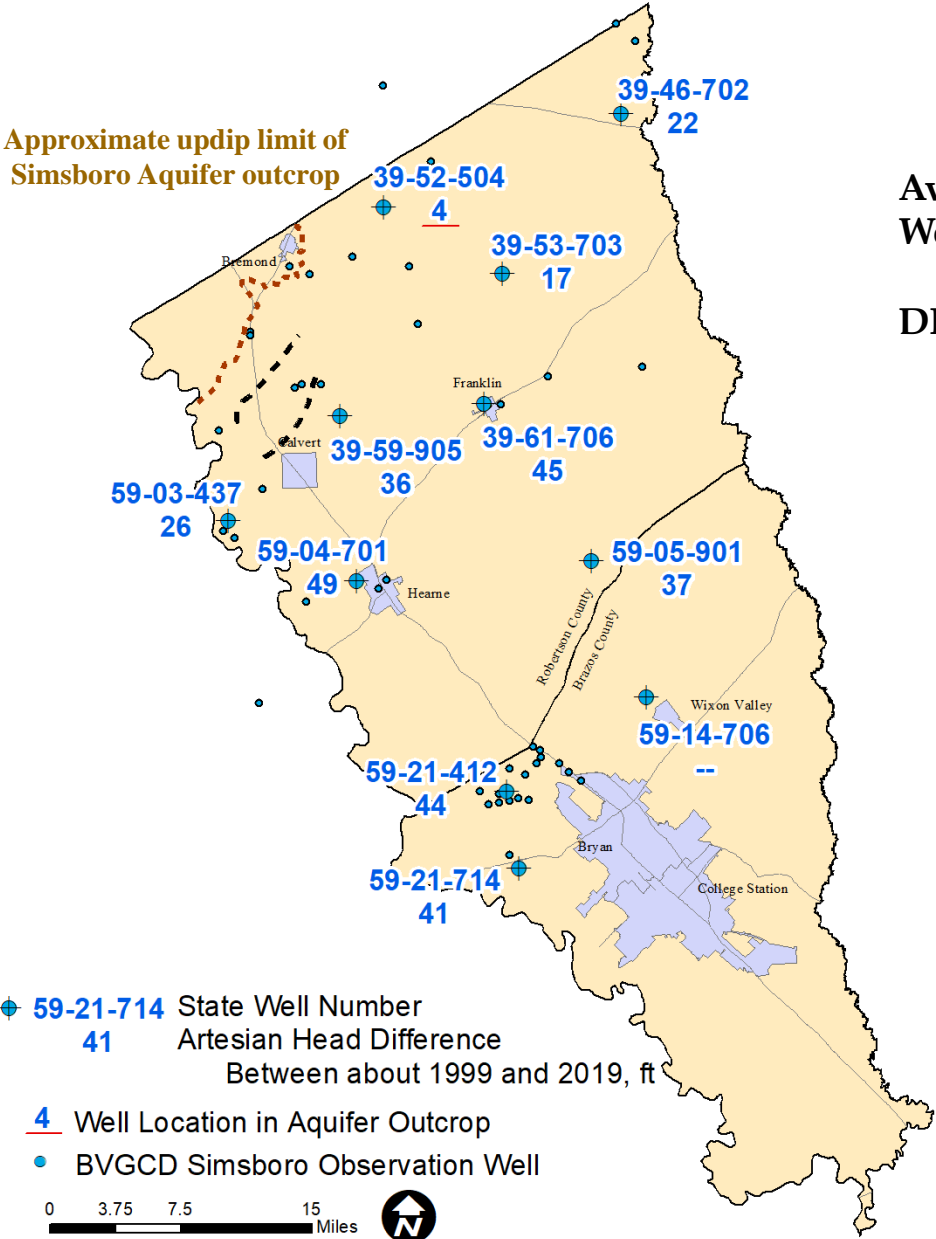 39-46-702
22
Approximate updip limit of
Simsboro Aquifer outcrop
39-52-504
4
Av
We
39-53-703
17
Bremond
DF
Franklin
39-61-706
45
Calvert
39-59-905
36
59-03-437
26
59-04-701
49
59-05-901
37
Hearne
Robertson County
Brazos County
Wixon Valley
59-14-706
--
59-21-412
44
Bryan
59-21-714
41
College Station
59-21-714 State Well Number
41 Artesian Head Difference
Between about 1999 and 2019, ft
4 Well Location in Aquifer Outcrop
BVGCD Simsboro Observation Well
0 3.75 7.5 15
Miles
N